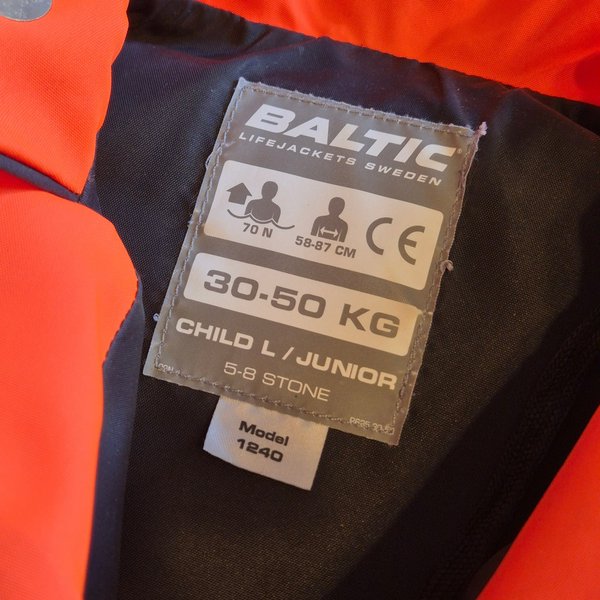 BALTIC
LIFEJACKETS SWEDEN
70 N
58-87 CM
CE
30-50 KG
CHILD L / JUNIOR
5-8 STONE
Model
1240